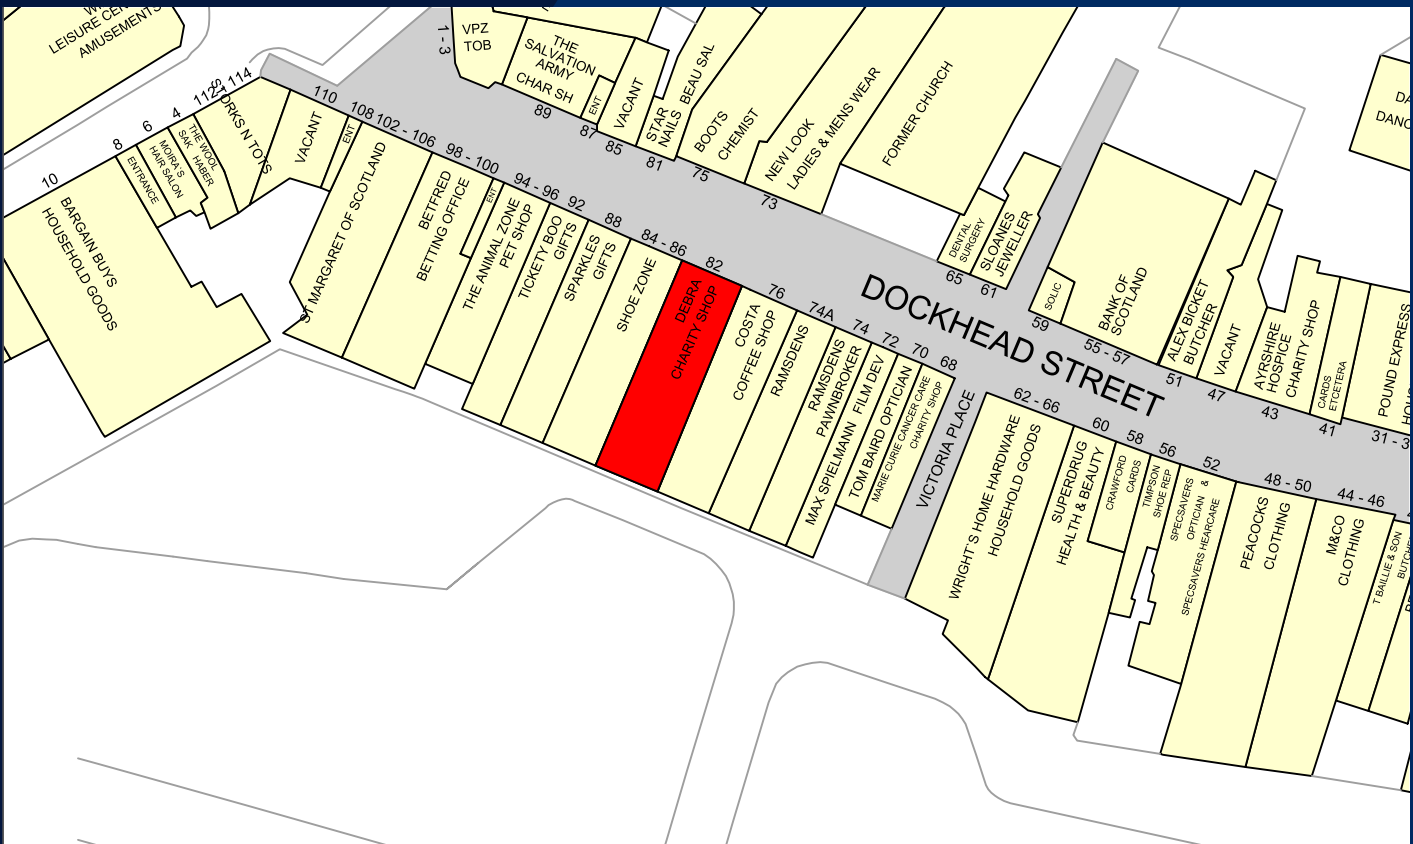 LEISURE CEN
AMUSEMENTS
1 - 3
VPZ
TOB
THE
SALVATION
ARMY
CHAR SH
89
ENT
87
VACANT
85
STAR
NAILS
81
BEAU SAL
BOOTS
CHEMIST
75
NEW LOOK
LADIES & MENS WEAR
73
FORMER CHURCH
DENTAL
SURGERY
65
SLOANES
JEWELLER
61
SOLIC
59
BANK OF
SCOTLAND
55 - 57
ALEX BICKET
BUTCHER
51
VACANT
47
AYRSHIRE
HOSPICE
CHARITY SHOP
43
CARDS
ETCETERA
41
POUND EXPRESS
31 - 3
DA
DANC
10
BARGAIN BUYS
HOUSEHOLD GOODS
8
ENTRANCE
6
MOIRA'S
HAIR SALON
4
THE WOOL
SAK HABER
112 - 114
STORKS N TOTS
110
VACANT
108
ENT
102 - 106
ST MARGARET OF SCOTLAND
98 - 100
BETFRED
BETTING OFFICE
ENT
94 - 96
THE ANIMAL ZONE
PET SHOP
92
TICKETY BOO
GIFTS
88
SPARKLES
GIFTS
84 - 86
SHOE ZONE
82
DEBRA
CHARITY SHOP
76
COSTA
COFFEE SHOP
74A
RAMSDENS
74
RAMSDENS
PAWNBROKER
72
MAX SPIELMANN FILM DEV
70
TOM BAIRD OPTICIAN
68
MARIE CURIE CANCER CARE
CHARITY SHOP
DOCKHEAD STREET
VICTORIA PLACE
62 - 66
WRIGHT'S HOME HARDWARE
HOUSEHOLD GOODS
60
SUPERDRUG
HEALTH & BEAUTY
58
CRAWFORD
CARDS
56
TIMPSON
SHOE REP
52
SPECSAVERS
OPTICIAN &
SPECSAVERS HEARCARE
48 - 50
PEACOCKS
CLOTHING
44 - 46
M&CO
CLOTHING
T BAILLIE & SON
BUTCHE